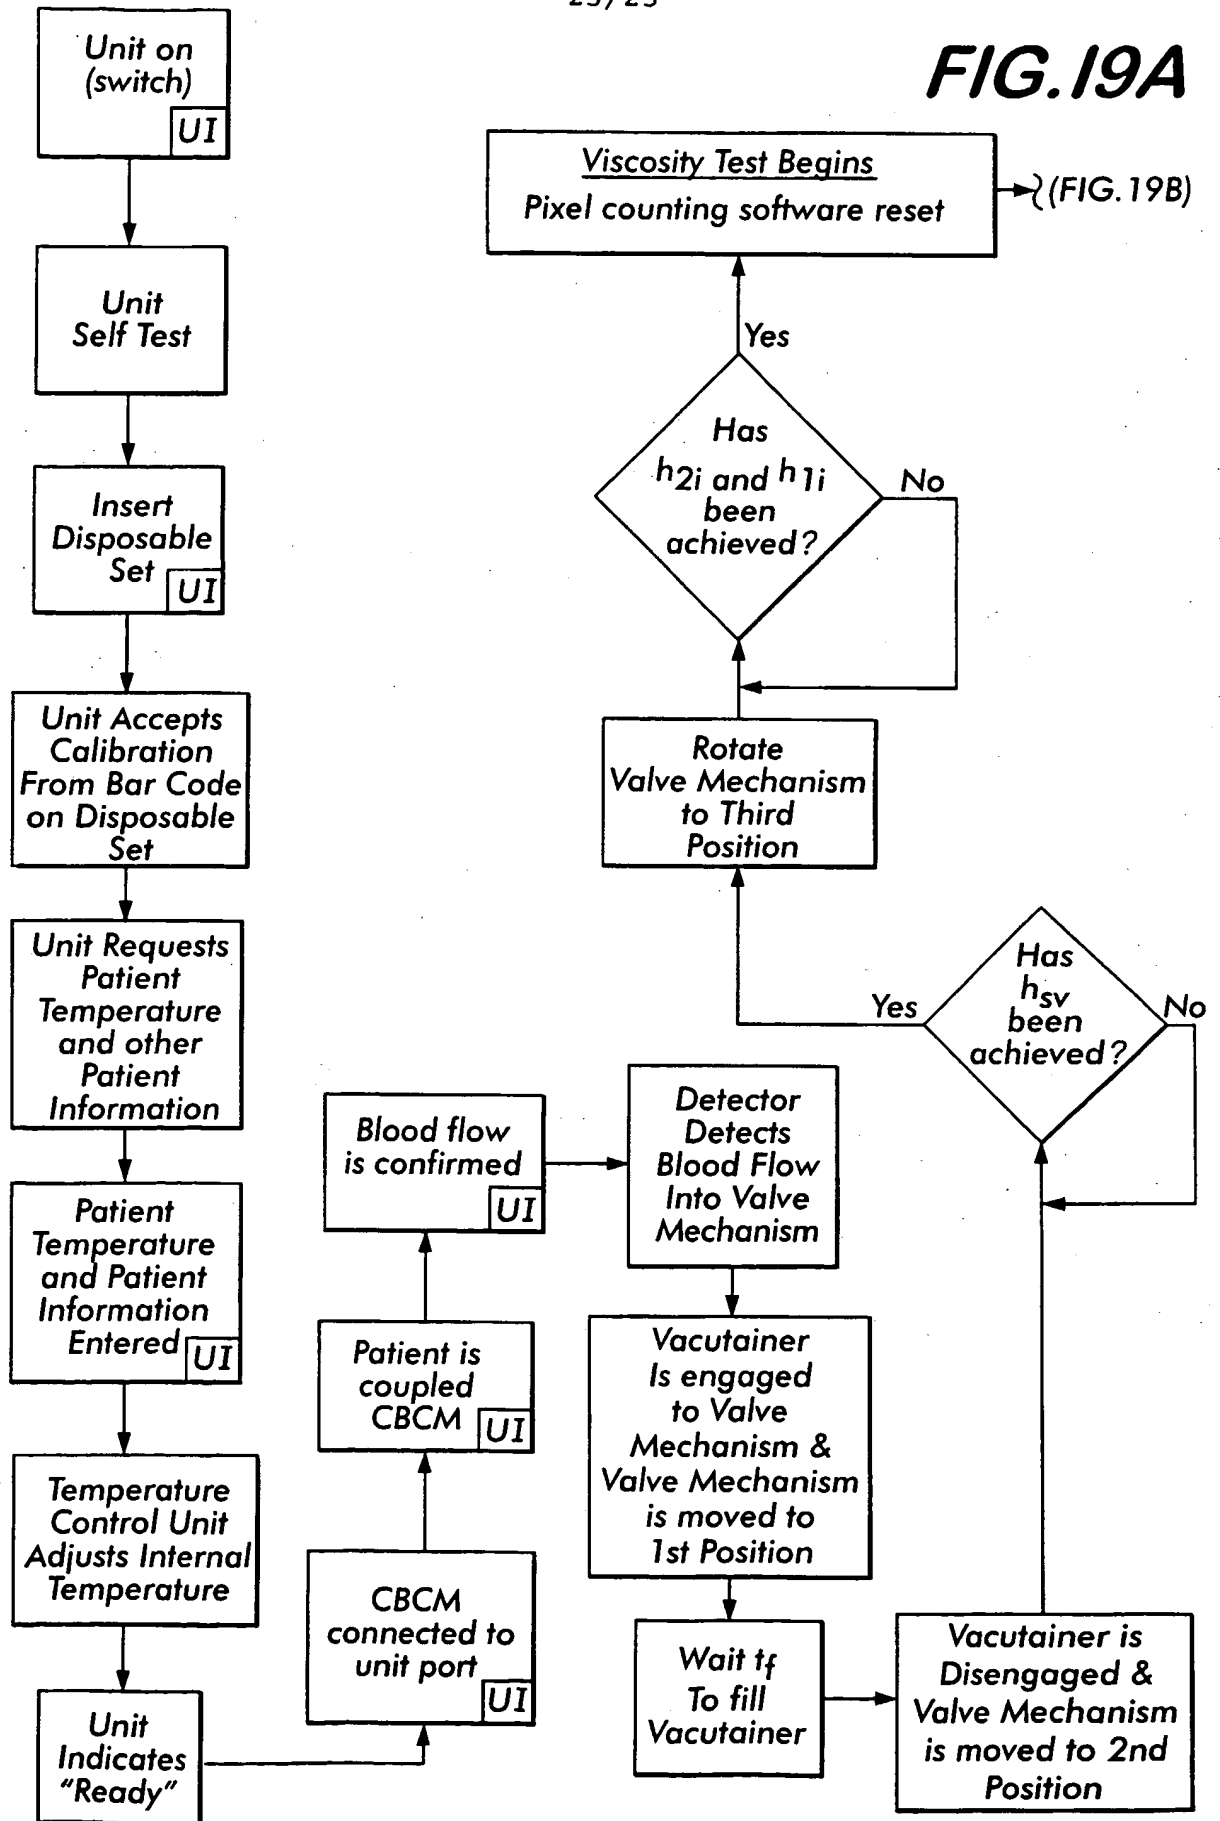 FIG.19A
Unit on
(switch)
UI
Unit
Self Test
Insert
Disposable
Set
UI
Unit Accepts
Calibration
From Bar Code
on Disposable
Set
Unit Requests
Patient
Temperature
and other
Patient
Information
Patient
Temperature
and Patient
Information
Entered
UI
Temperature
Control Unit
Adjusts Internal
Temperature
Unit
Indicates
"Ready"
CBCM
connected to
unit port
UI
Patient is
coupled
CBCM
UI
Blood flow
is confirmed
UI
Detector
Detects
Blood Flow
Into Valve
Mechanism
Vacutainer
Is engaged
to Valve
Mechanism &
Valve Mechanism
is moved to
1st Position
Wait tf
To fill
Vacutainer
Vacutainer is
Disengaged &
Valve Mechanism
is moved to 2nd
Position
Has
hsv
been
achieved?
No
Yes
Rotate
Valve Mechanism
to Third
Position
Has
h2i and h1i
been
achieved?
No
Yes
Viscosity Test Begins
Pixel counting software reset
(FIG.19B)